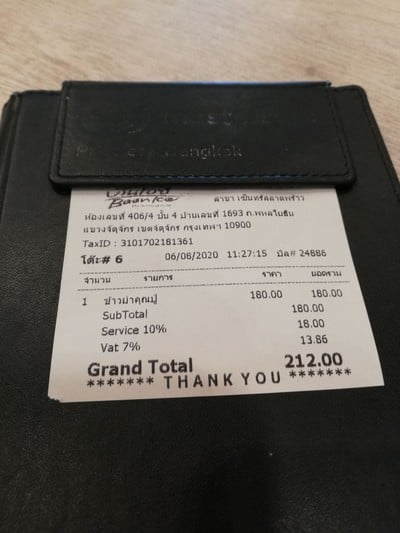 Bangkok
สาขา เซ็นทรัลลาดพร้าว
ห้องเลขที่ 406/4 ชั้น 4 บ้านเลขที่ 1693 ถ.พหลโยธิน
แขวงจตุจักร เขตจตุจักร กรุงเทพฯ 10900
TaxID : 3101702181361
โต๊ะ# 6 06/08/2020 11:27:15 บิล# 24886
จำนวน รายการ ราคา ยอดรวม
1 ข้าวยำคุณปู 180.00 180.00
SubTotal 180.00
Service 10% 18.00
Vat 7% 13.86
Grand Total 212.00
******* THANK YOU *******